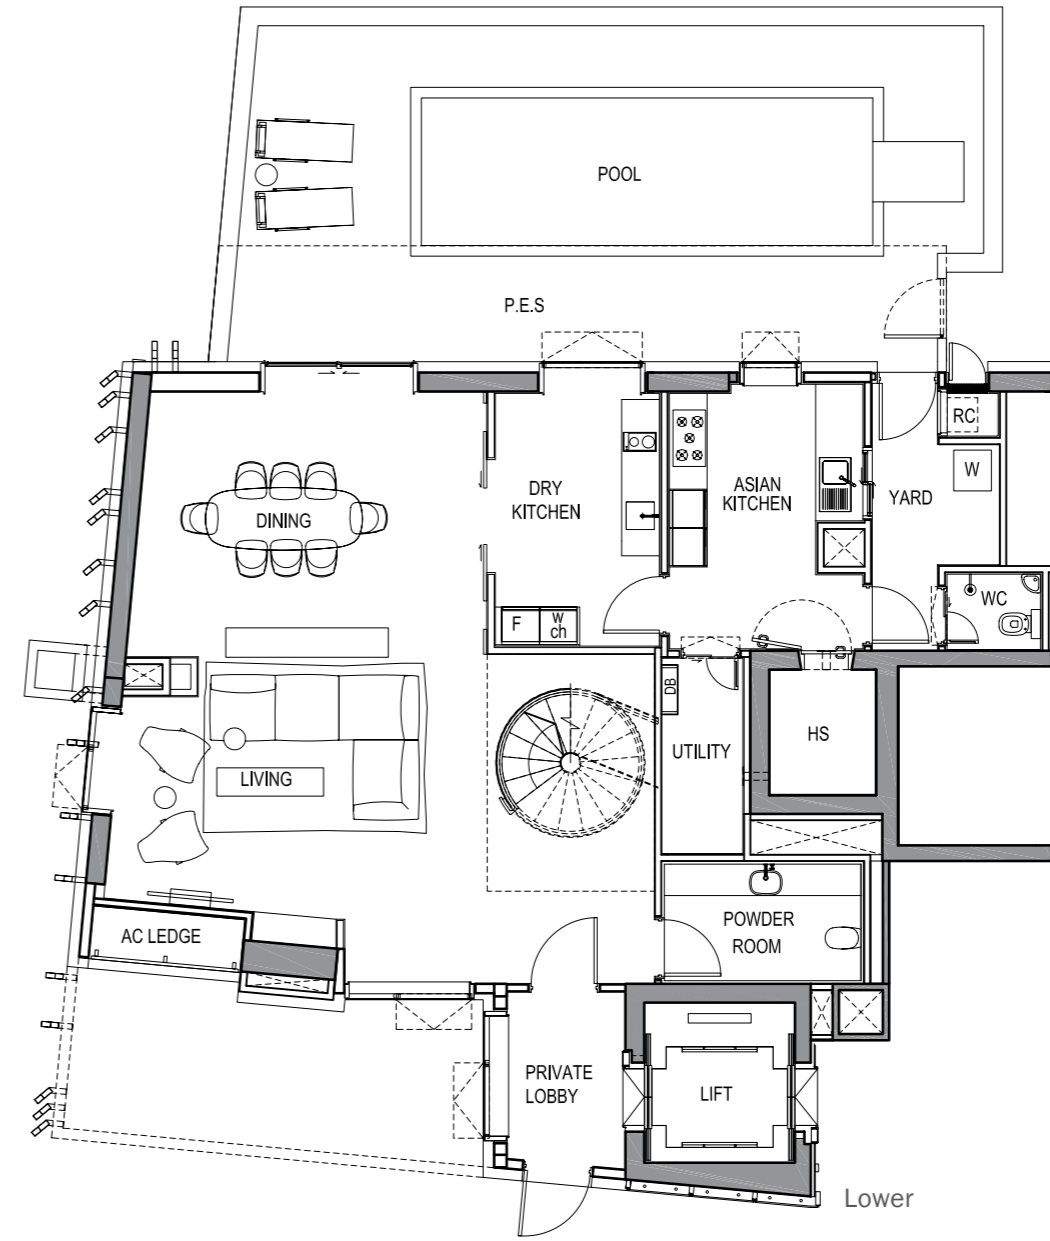 POOL
P.E.S
RC
W
DRY
KITCHEN
ASIAN
KITCHEN
YARD
DINING
WC
F
w
ch
DB
HS
UTILITY
LIVING
POWDER
ROOM
AC LEDGE
PRIVATE
LOBBY
LIFT
Lower